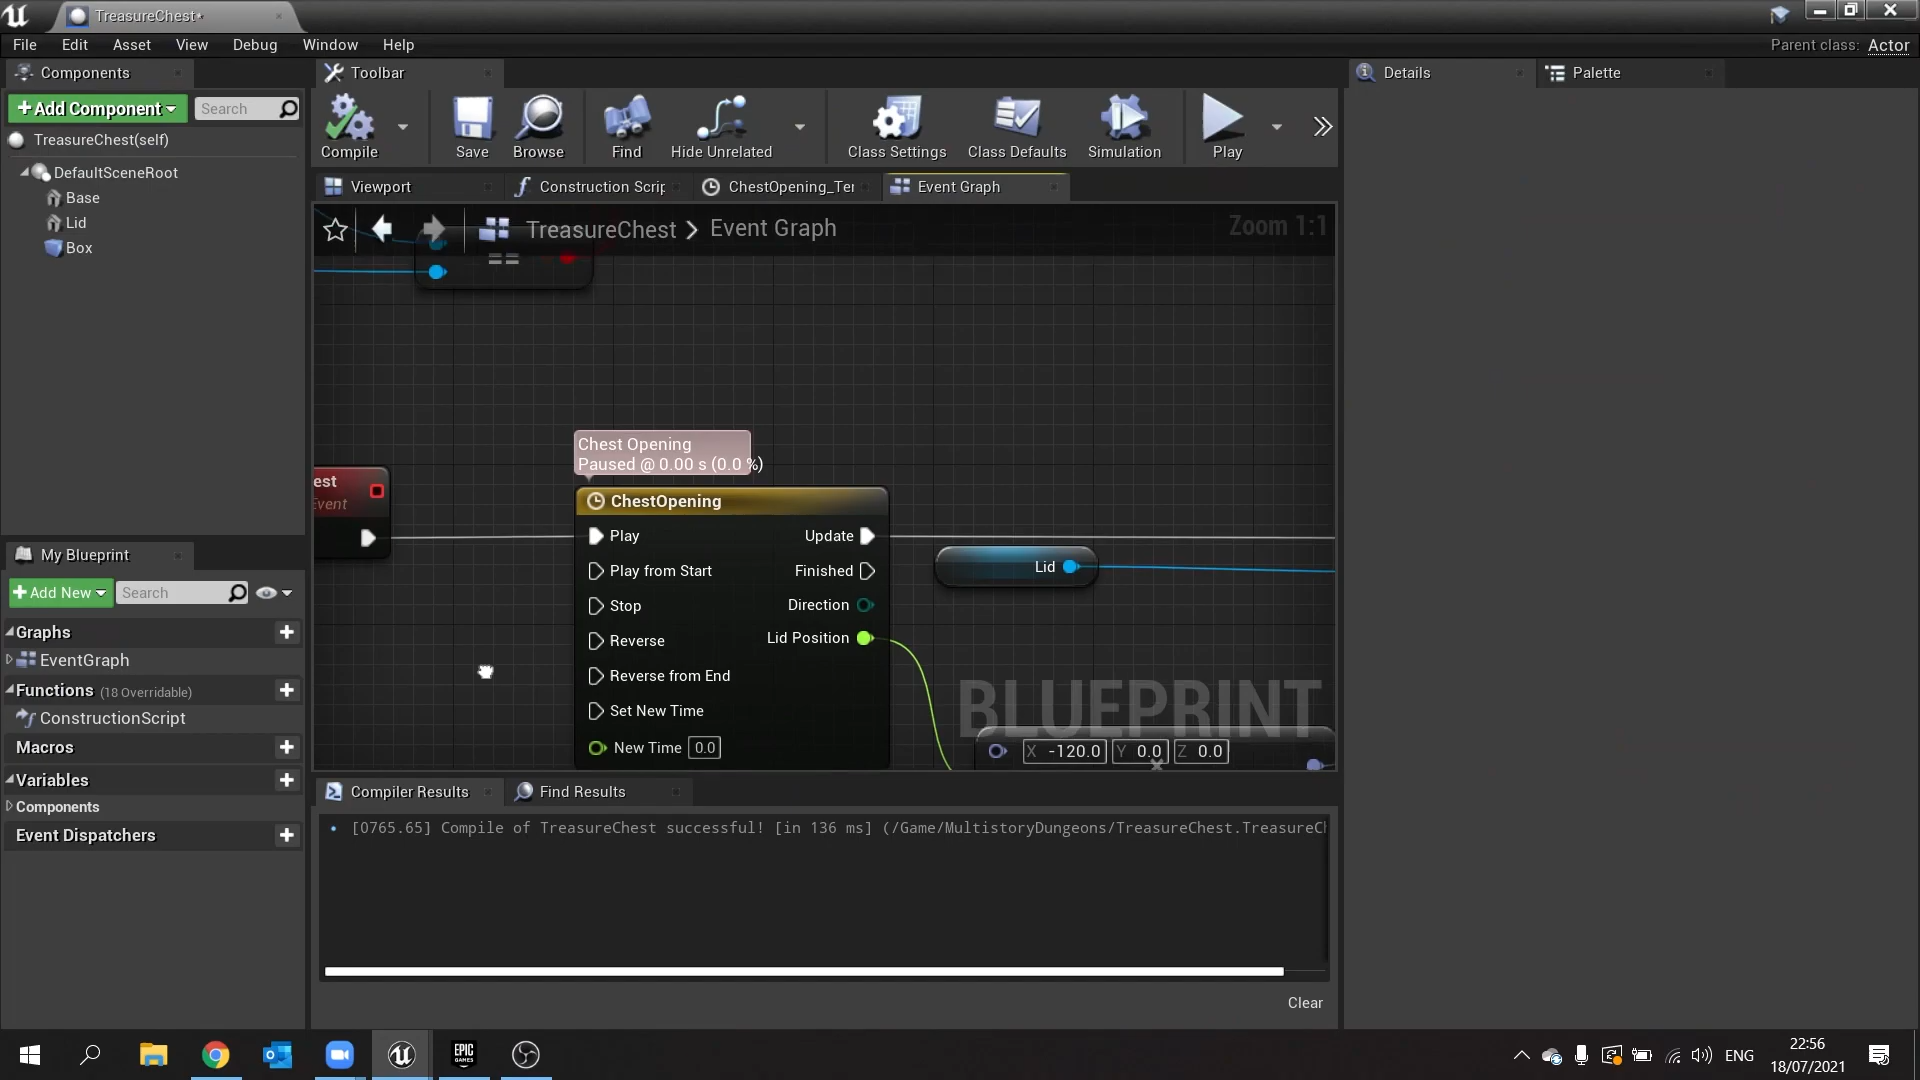 TreasureChest*
File
Edit
Asset
View
Debug
Window
Help
Parent class:
Actor
Components
Toolbar
Details
Palette
Add Component
Search
Compile
Save
Browse
Find
Hide Unrelated
Class Settings
Class Defaults
Simulation
Play
TreasureChest(self)
DefaultSceneRoot
Base
Lid
Box
Viewport
Construction Scrip
ChestOpening_Ter
Event Graph
TreasureChest
Event Graph
Zoom 1:1
==
Chest Opening
Paused @ 0.00 s (0.0 %)
est
Event
ChestOpening
Play
Update
Play from Start
Finished
Stop
Direction
Reverse
Lid Position
Reverse from End
Set New Time
New Time
0.0
Lid
BLUEPRINT
X -120.0 Y 0.0 Z 0.0
My Blueprint
Add New
Search
Graphs
EventGraph
Functions (18 Overridable)
ConstructionScript
Macros
Variables
Components
Event Dispatchers
Compiler Results
Find Results
[0765.65] Compile of TreasureChest successful! [in 136 ms] (/Game/MultistoryDungeons/TreasureChest.TreasureCh
Clear
EPIC
GAMES
ENG
22:56
18/07/2021